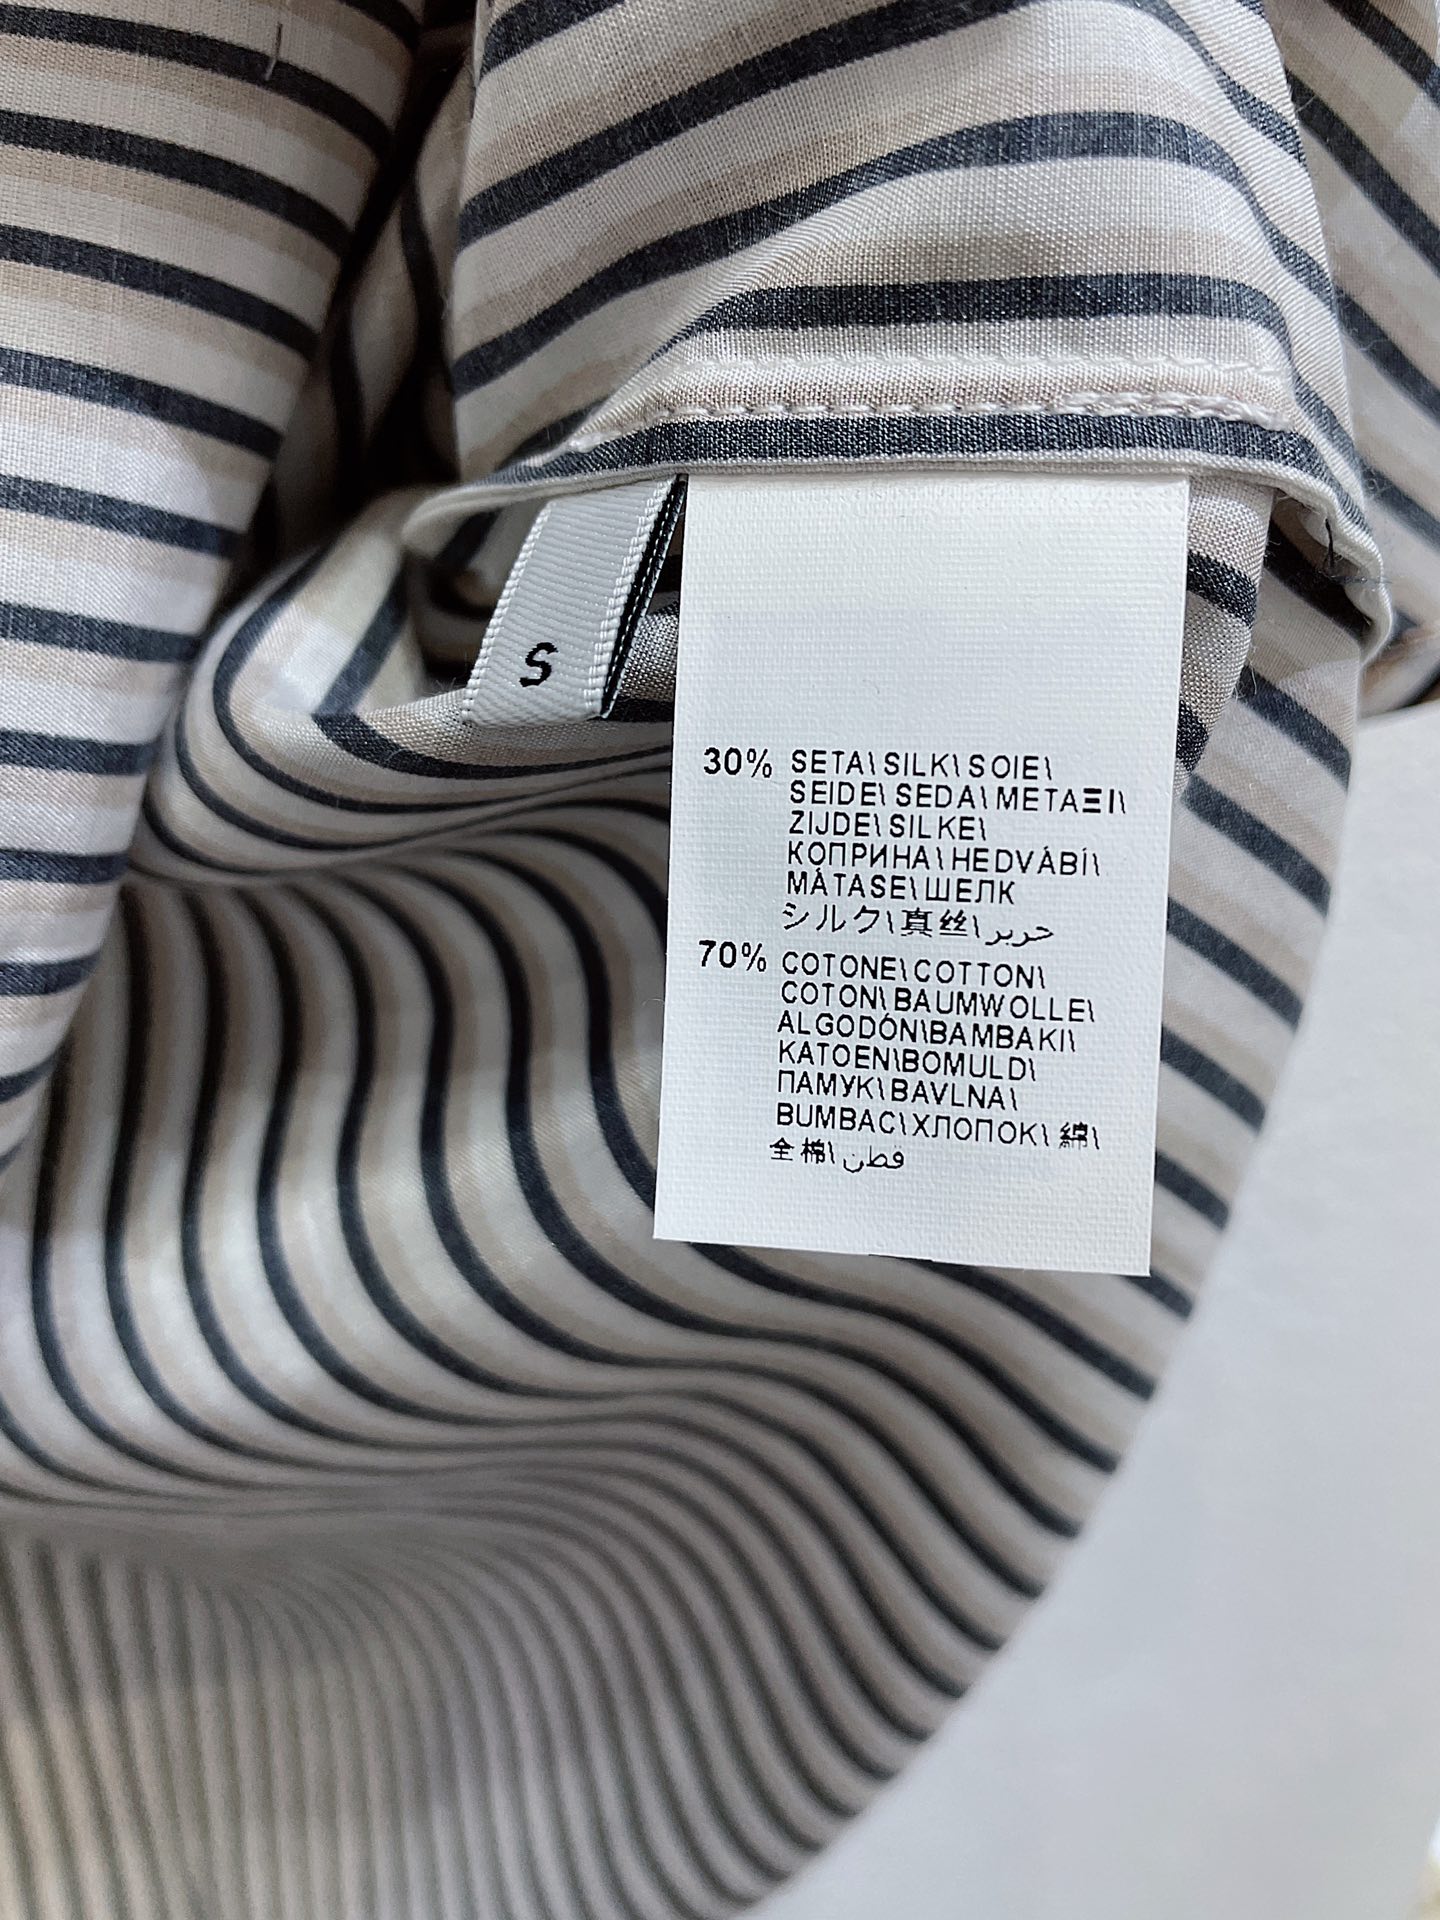 S
30% SETA\SILK\SOIE\
SEIDE\SEDA\METAΞI\
ZIJDE\SILKE\
КОПРИНА\HEDVÁBÍ\
MÁTASE\ШЕЛК
シルク\真丝\حرير
70% COTONE\COTTON\
COTON\BAUMWOLLE\
ALGODÓN\BAMBAKI\
KATOEN\BOMULD\
ПАМУК\BAVLNA\
BUMBAC\ХЛОПОК\綿\
全棉\قطن